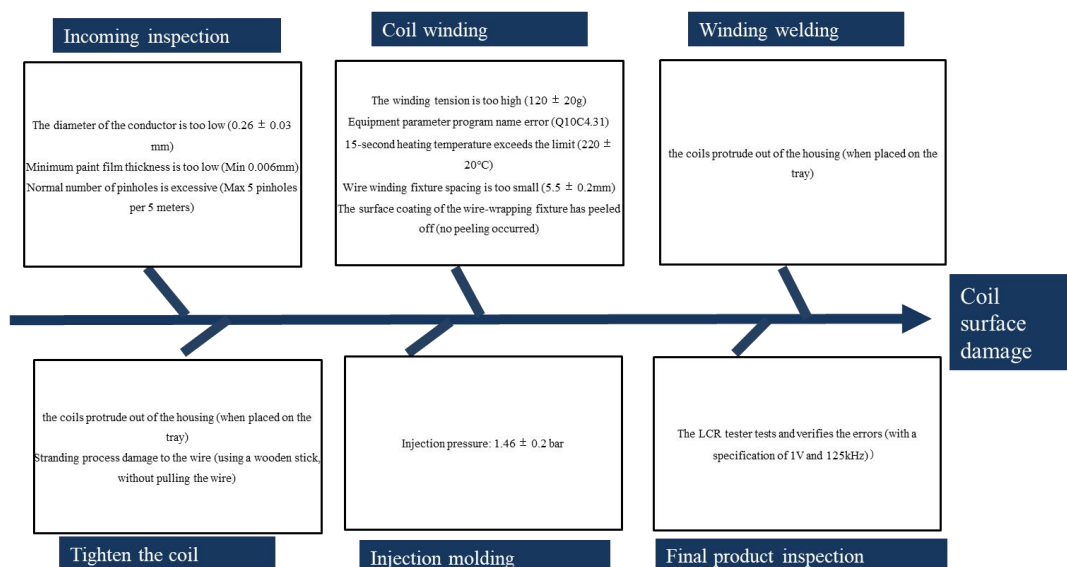 Incoming inspection
Coil winding
Winding welding
The diameter of the conductor is too low (0.26 ± 0.03
mm)
Minimum paint film thickness is too low (Min 0.006mm)
Normal number of pinholes is excessive (Max 5 pinholes
per 5 meters)
The winding tension is too high (120 ± 20g)
Equipment parameter program name error (Q10C4.31)
15-second heating temperature exceeds the limit (220 ±
20°C)
Wire winding fixture spacing is too small (5.5 ± 0.2mm)
The surface coating of the wire-wrapping fixture has peeled
off (no peeling occurred)
the coils protrude out of the housing (when placed on the
tray)
Coil
surface
damage
the coils protrude out of the housing (when placed on the
tray)
Stranding process damage to the wire (using a wooden stick,
without pulling the wire)
Injection pressure: 1.46 ± 0.2 bar
The LCR tester tests and verifies the errors (with a
specification of 1V and 125kHz)）
Tighten the coil
Injection molding
Final product inspection